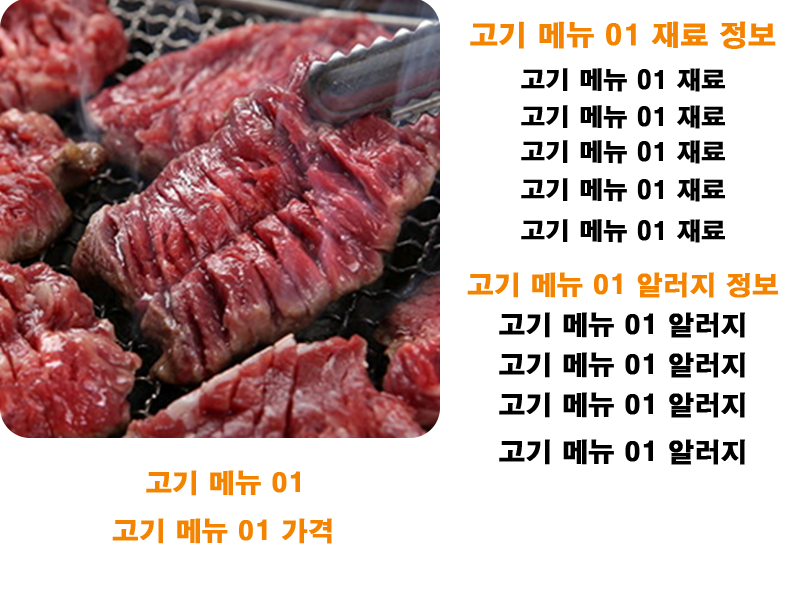 고기 메뉴 01 재료 정보
고기 메뉴 01 재료
고기 메뉴 01 재료
고기 메뉴 01 재료
고기 메뉴 01 재료
고기 메뉴 01 재료
고기 메뉴 01 알러지 정보
고기 메뉴 01 알러지
고기 메뉴 01 알러지
고기 메뉴 01 알러지
고기 메뉴 01 알러지
고기 메뉴 01
고기 메뉴 01 가격